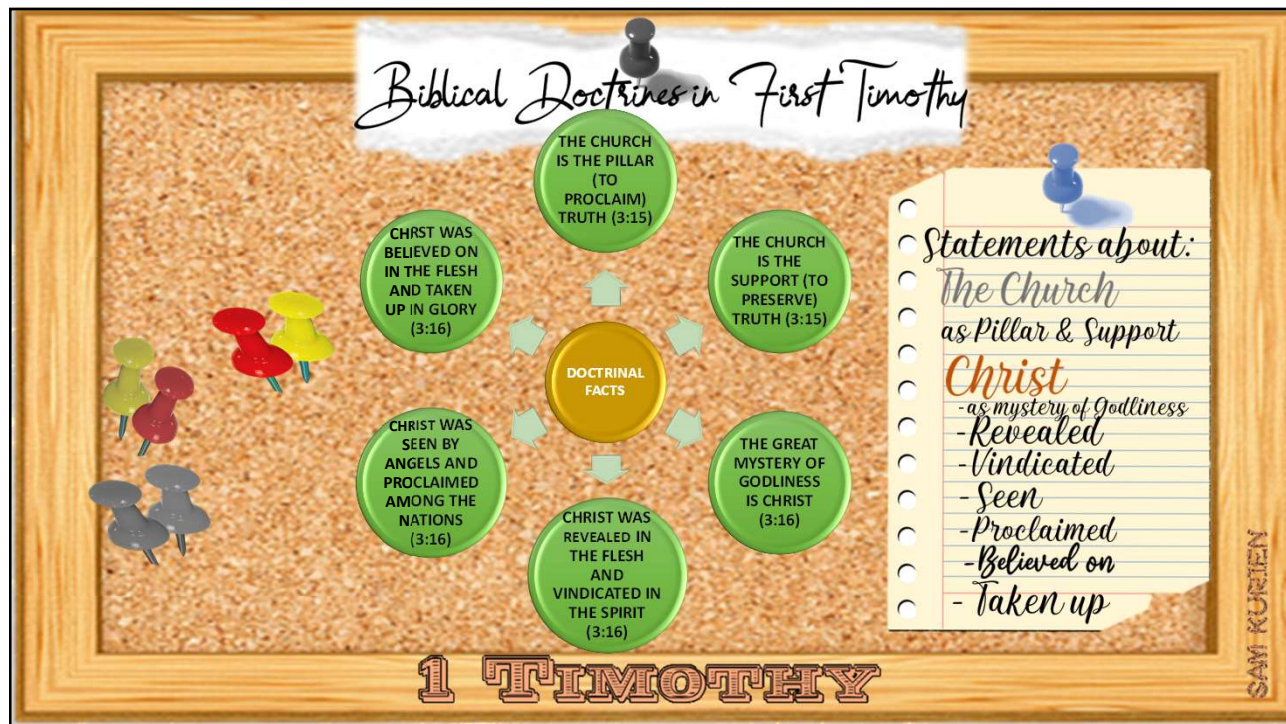 Biblical Doctrines in First Timothy
THE CHURCH
IS THE PILLAR
(TO
PROCLAIM)
TRUTH (3:15)
THE CHURCH
IS THE
SUPPORT (TO
PRESERVE)
TRUTH (3:15)
THE GREAT
MYSTERY OF
GODLINESS
IS CHRIST
(3:16)
CHRIST WAS
REVEALED IN
THE FLESH
AND
VINDICATED IN
THE SPIRIT
(3:16)
CHRIST WAS
SEEN BY
ANGELS AND
PROCLAIMED
AMONG THE
NATIONS
(3:16)
CHRST WAS
BELIEVED ON
IN THE FLESH
AND TAKEN
UP IN GLORY
(3:16)
DOCTRINAL
FACTS
Statements about:
The Church
as Pillar & Support
Christ
-as mystery of Godliness
-Revealed
-Vindicated
- Seen
-Proclaimed
-Believed on
- Taken up
1 TIMOTHY
SAM KURIEN